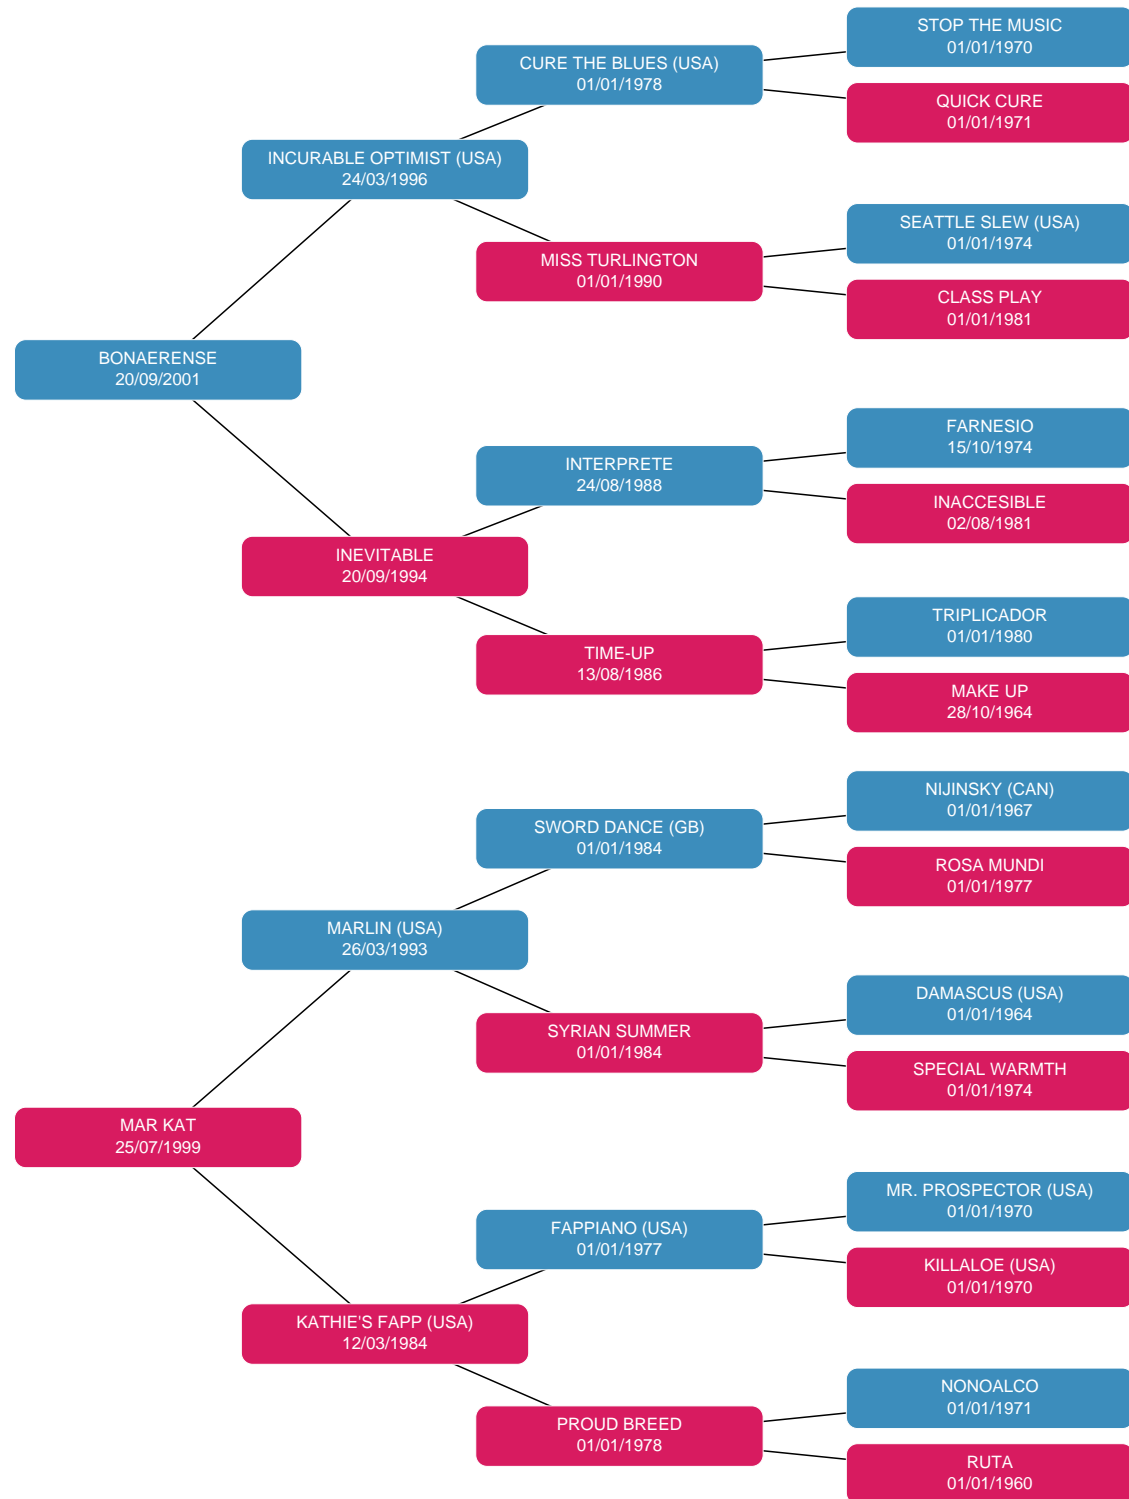 STOP THE MUSIC
01/01/1970
CURE THE BLUES (USA)
01/01/1978
QUICK CURE
01/01/1971
INCURABLE OPTIMIST (USA)
24/03/1996
SEATTLE SLEW (USA)
01/01/1974
MISS TURLINGTON
01/01/1990
CLASS PLAY
01/01/1981
BONAERENSE
20/09/2001
FARNESIO
15/10/1974
INTERPRETE
24/08/1988
INACCESIBLE
02/08/1981
INEVITABLE
20/09/1994
TRIPLICADOR
01/01/1980
TIME-UP
13/08/1986
MAKE UP
28/10/1964
NIJINSKY (CAN)
01/01/1967
SWORD DANCE (GB)
01/01/1984
ROSA MUNDI
01/01/1977
MARLIN (USA)
26/03/1993
DAMASCUS (USA)
01/01/1964
SYRIAN SUMMER
01/01/1984
SPECIAL WARMTH
01/01/1974
MAR KAT
25/07/1999
MR. PROSPECTOR (USA)
01/01/1970
FAPPIANO (USA)
01/01/1977
KILLALOE (USA)
01/01/1970
KATHIE'S FAPP (USA)
12/03/1984
NONOALCO
01/01/1971
PROUD BREED
01/01/1978
RUTA
01/01/1960